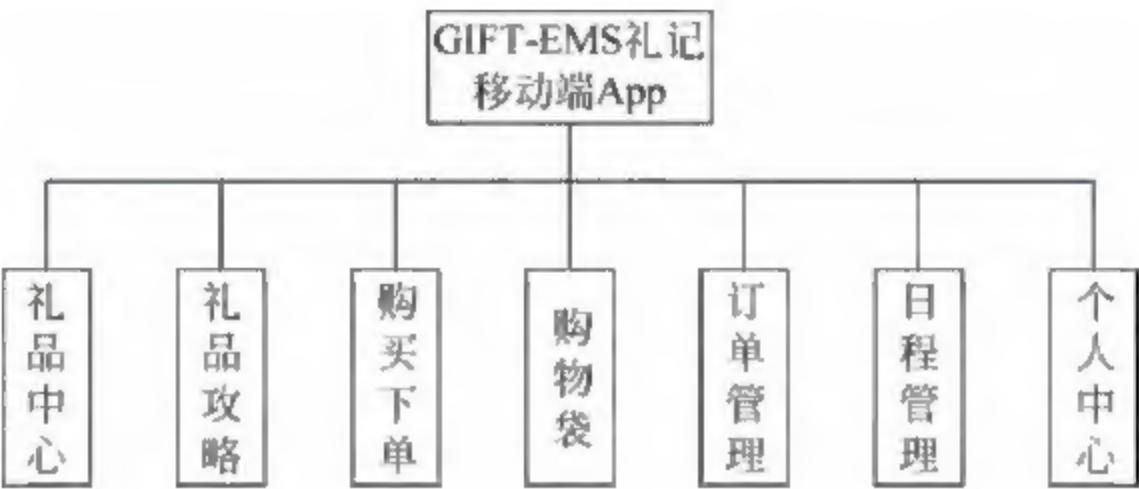 GIFT-EMS礼记
移动端App
礼品中心
礼品攻略
购买下单
购物袋
订单管理
日程管理
个人中心